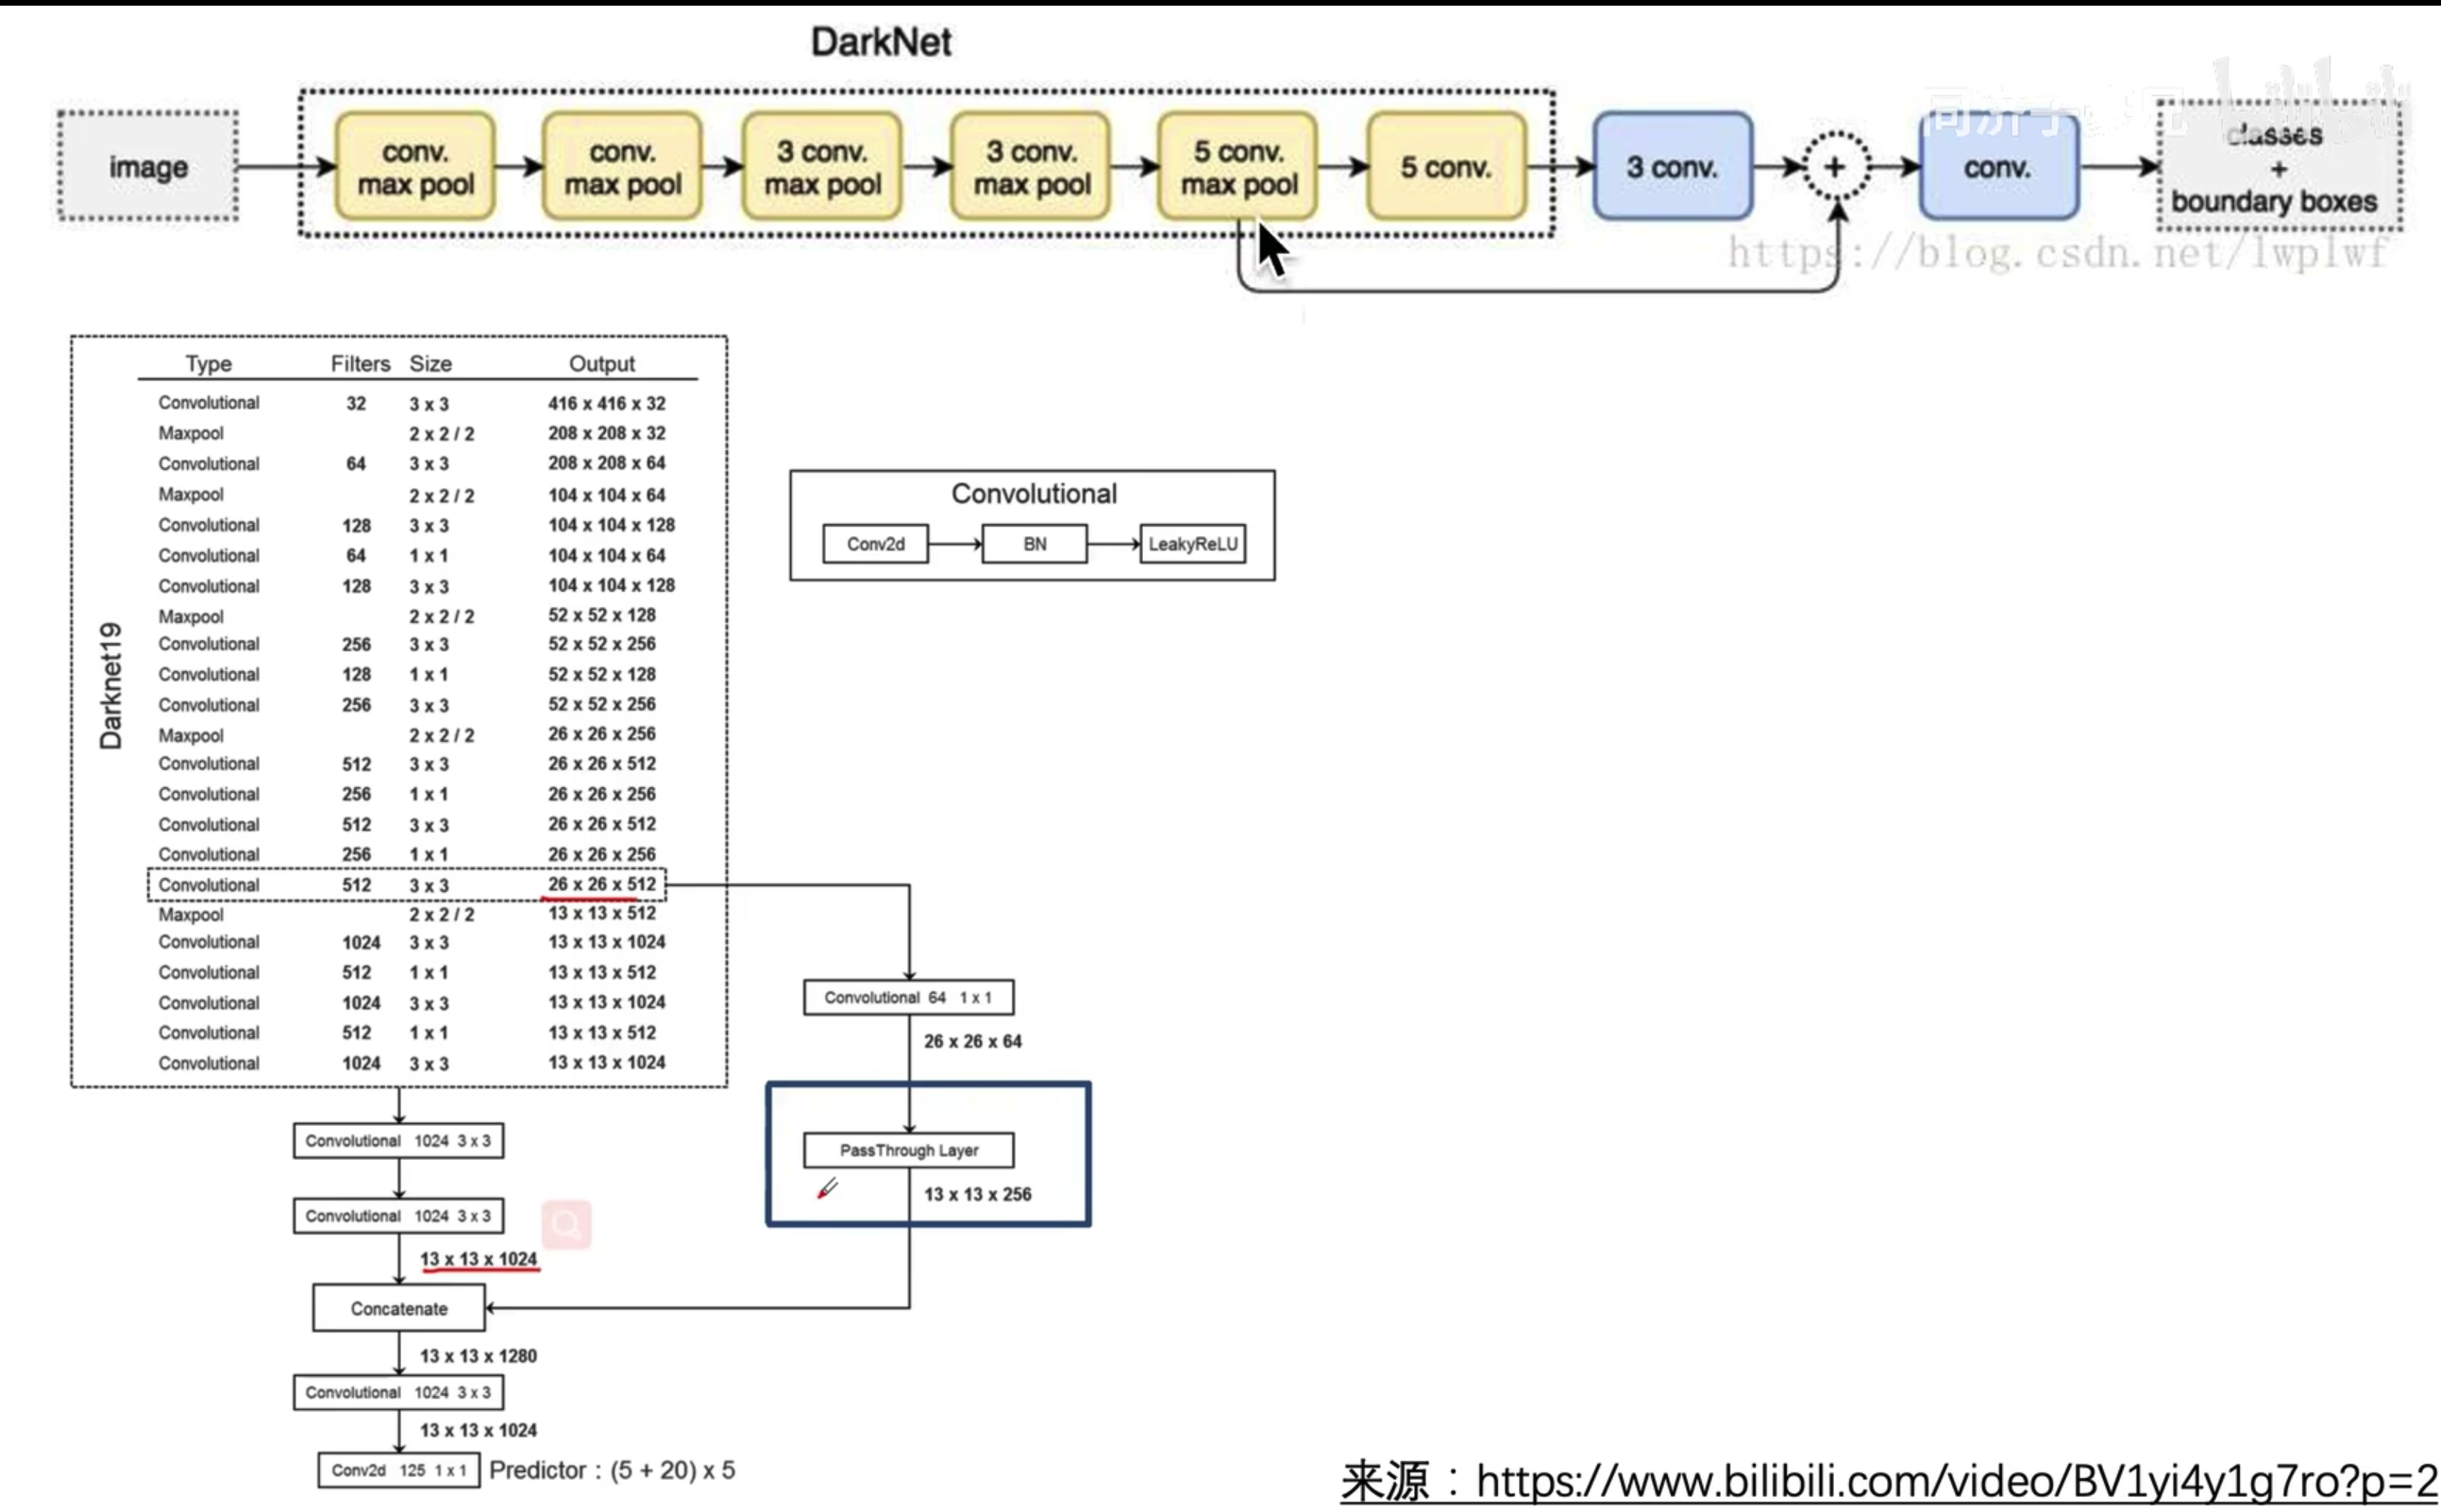 DarkNet
image
conv.
max pool
conv.
max pool
3 conv.
max pool
3 conv.
max pool
5 conv.
max pool
5 conv.
3 conv.
+
conv.
classes
+
boundary boxes
https://blog.csdn.net/lwplwf
Darknet19
Type Filters Size Output
Convolutional 32 3 x 3 416 x 416 x 32
Maxpool 2 x 2 / 2 208 x 208 x 32
Convolutional 64 3 x 3 208 x 208 x 64
Maxpool 2 x 2 / 2 104 x 104 x 64
Convolutional 128 3 x 3 104 x 104 x 128
Convolutional 64 1 x 1 104 x 104 x 64
Convolutional 128 3 x 3 104 x 104 x 128
Maxpool 2 x 2 / 2 52 x 52 x 128
Convolutional 256 3 x 3 52 x 52 x 256
Convolutional 128 1 x 1 52 x 52 x 128
Convolutional 256 3 x 3 52 x 52 x 256
Maxpool 2 x 2 / 2 26 x 26 x 256
Convolutional 512 3 x 3 26 x 26 x 512
Convolutional 256 1 x 1 26 x 26 x 256
Convolutional 512 3 x 3 26 x 26 x 512
Convolutional 256 1 x 1 26 x 26 x 256
Convolutional 512 3 x 3 26 x 26 x 512
Maxpool 2 x 2 / 2 13 x 13 x 512
Convolutional 1024 3 x 3 13 x 13 x 1024
Convolutional 512 1 x 1 13 x 13 x 512
Convolutional 1024 3 x 3 13 x 13 x 1024
Convolutional 512 1 x 1 13 x 13 x 512
Convolutional 1024 3 x 3 13 x 13 x 1024
Convolutional
Conv2d BN LeakyReLU
Convolutional 64 1 x 1
26 x 26 x 64
PassThrough Layer
13 x 13 x 256
Convolutional 1024 3 x 3
Convolutional 1024 3 x 3
13 x 13 x 1024
Concatenate
13 x 13 x 1280
Convolutional 1024 3 x 3
13 x 13 x 1024
Conv2d 125 1 x 1 Predictor : (5 + 20) x 5
来源：https://www.bilibili.com/video/BV1yi4y1g7ro?p=2